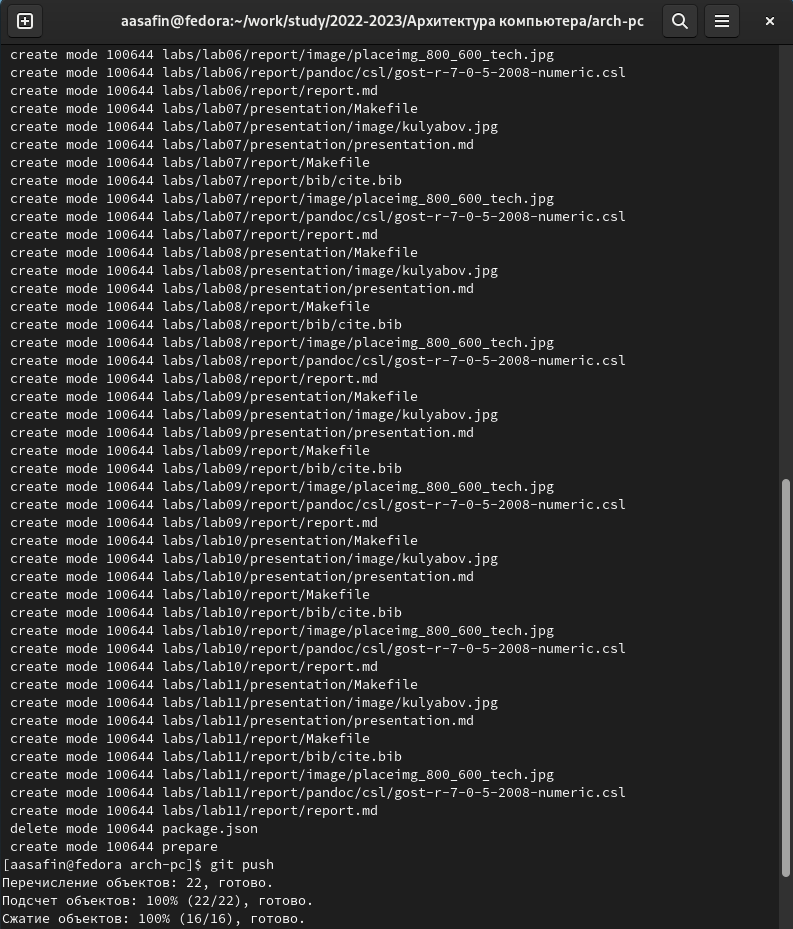 aasafin@fedora:~/work/study/2022-2023/Архитектура компьютера/arch-pc
create mode 100644 labs/lab06/report/image/placeimg_800_600_tech.jpg
create mode 100644 labs/lab06/report/pandoc/csl/gost-r-7-0-5-2008-numeric.csl
create mode 100644 labs/lab06/report/report.md
create mode 100644 labs/lab07/presentation/Makefile
create mode 100644 labs/lab07/presentation/image/kulyabov.jpg
create mode 100644 labs/lab07/presentation/presentation.md
create mode 100644 labs/lab07/report/Makefile
create mode 100644 labs/lab07/report/bib/cite.bib
create mode 100644 labs/lab07/report/image/placeimg_800_600_tech.jpg
create mode 100644 labs/lab07/report/pandoc/csl/gost-r-7-0-5-2008-numeric.csl
create mode 100644 labs/lab07/report/report.md
create mode 100644 labs/lab08/presentation/Makefile
create mode 100644 labs/lab08/presentation/image/kulyabov.jpg
create mode 100644 labs/lab08/presentation/presentation.md
create mode 100644 labs/lab08/report/Makefile
create mode 100644 labs/lab08/report/bib/cite.bib
create mode 100644 labs/lab08/report/image/placeimg_800_600_tech.jpg
create mode 100644 labs/lab08/report/pandoc/csl/gost-r-7-0-5-2008-numeric.csl
create mode 100644 labs/lab08/report/report.md
create mode 100644 labs/lab09/presentation/Makefile
create mode 100644 labs/lab09/presentation/image/kulyabov.jpg
create mode 100644 labs/lab09/presentation/presentation.md
create mode 100644 labs/lab09/report/Makefile
create mode 100644 labs/lab09/report/bib/cite.bib
create mode 100644 labs/lab09/report/image/placeimg_800_600_tech.jpg
create mode 100644 labs/lab09/report/pandoc/csl/gost-r-7-0-5-2008-numeric.csl
create mode 100644 labs/lab09/report/report.md
create mode 100644 labs/lab10/presentation/Makefile
create mode 100644 labs/lab10/presentation/image/kulyabov.jpg
create mode 100644 labs/lab10/presentation/presentation.md
create mode 100644 labs/lab10/report/Makefile
create mode 100644 labs/lab10/report/bib/cite.bib
create mode 100644 labs/lab10/report/image/placeimg_800_600_tech.jpg
create mode 100644 labs/lab10/report/pandoc/csl/gost-r-7-0-5-2008-numeric.csl
create mode 100644 labs/lab10/report/report.md
create mode 100644 labs/lab11/presentation/Makefile
create mode 100644 labs/lab11/presentation/image/kulyabov.jpg
create mode 100644 labs/lab11/presentation/presentation.md
create mode 100644 labs/lab11/report/Makefile
create mode 100644 labs/lab11/report/bib/cite.bib
create mode 100644 labs/lab11/report/image/placeimg_800_600_tech.jpg
create mode 100644 labs/lab11/report/pandoc/csl/gost-r-7-0-5-2008-numeric.csl
create mode 100644 labs/lab11/report/report.md
delete mode 100644 package.json
create mode 100644 prepare
[aasafin@fedora arch-pc]$ git push
Перечисление объектов: 22, готово.
Подсчет объектов: 100% (22/22), готово.
Сжатие объектов: 100% (16/16), готово.